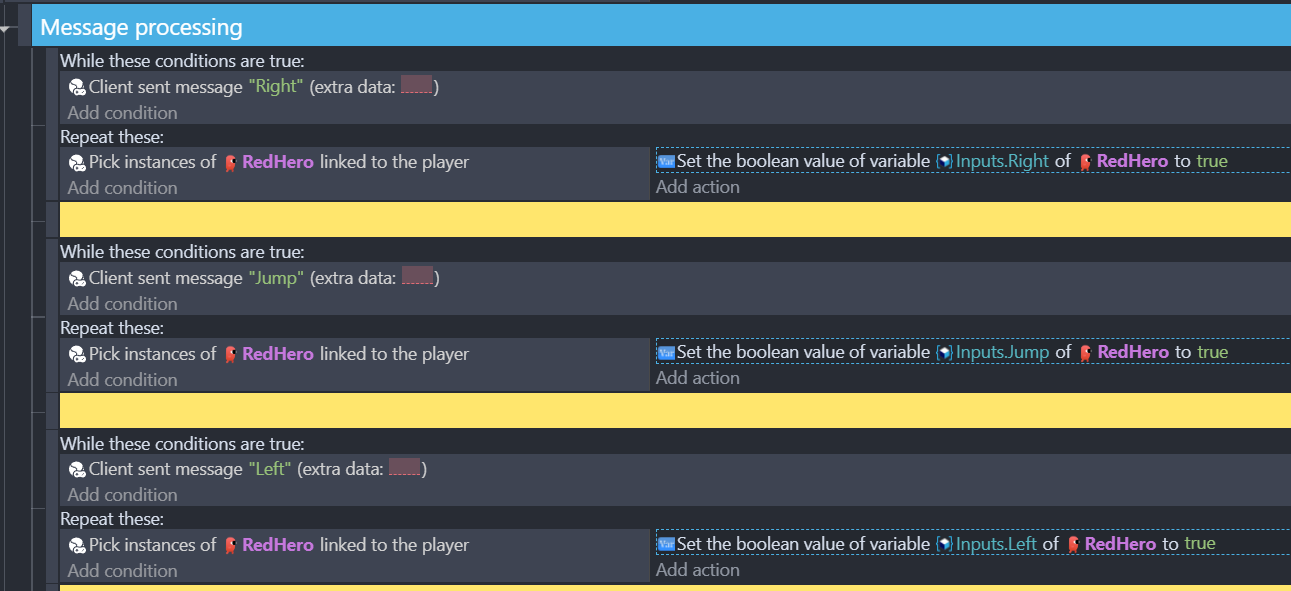 Message processing
While these conditions are true:
Client sent message "Right" (extra data: )
Add condition
Repeat these:
Pick instances of RedHero linked to the player
Set the boolean value of variable Inputs.Right of RedHero to true
Add condition
Add action
While these conditions are true:
Client sent message "Jump" (extra data: )
Add condition
Repeat these:
Pick instances of RedHero linked to the player
Set the boolean value of variable Inputs.Jump of RedHero to true
Add condition
Add action
While these conditions are true:
Client sent message "Left" (extra data: )
Add condition
Repeat these:
Pick instances of RedHero linked to the player
Set the boolean value of variable Inputs.Left of RedHero to true
Add condition
Add action